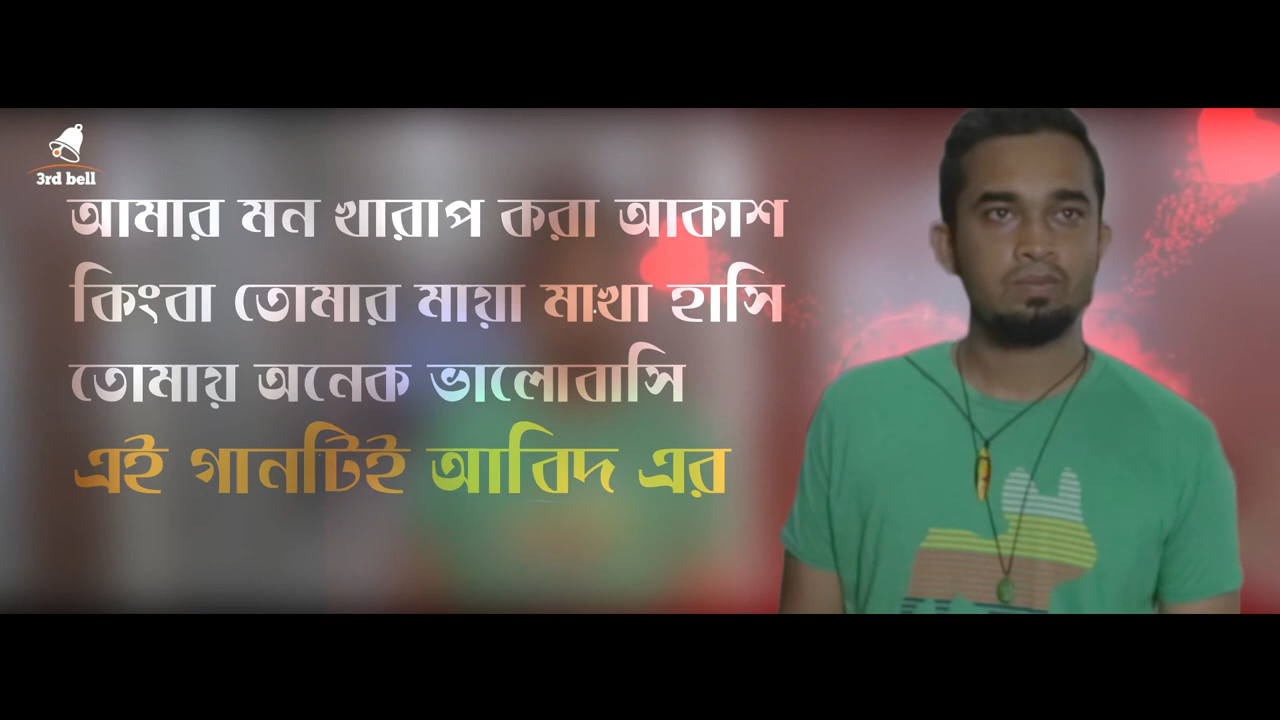 3rd bell
আমার মন খারাপ করা আকাশ
কিংবা তোমার মায়া মাখা হাসি
তোমায় অনেক ভালোবাসি
এই গানটিই আবিদ এর